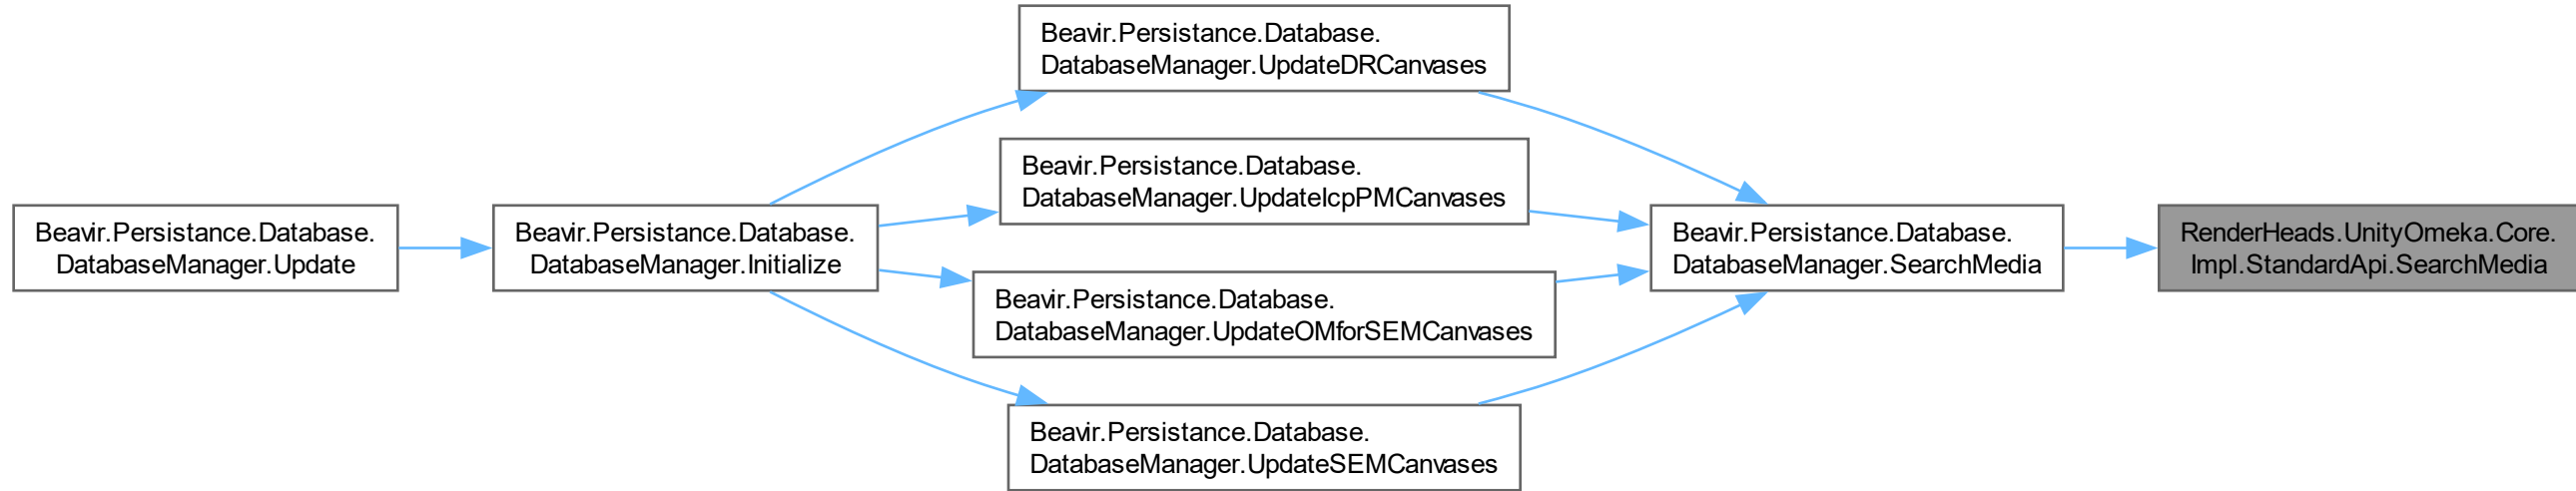 Beavir.Persistance.Database.
DatabaseManager.Update
Beavir.Persistance.Database.
DatabaseManager.Initialize
Beavir.Persistance.Database.
DatabaseManager.UpdateDRCanvases
Beavir.Persistance.Database.
DatabaseManager.UpdateIcpPMCanvases
Beavir.Persistance.Database.
DatabaseManager.UpdateOMforSEMCanvases
Beavir.Persistance.Database.
DatabaseManager.UpdateSEMCanvases
Beavir.Persistance.Database.
DatabaseManager.SearchMedia
RenderHeads.UnityOmeka.Core.
Impl.StandardApi.SearchMedia